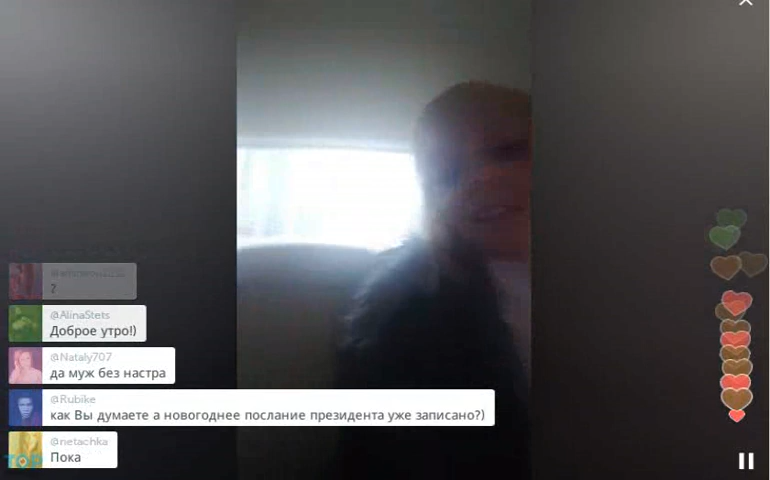 ?
@AlinaStets
Доброе утро!)
@Nataly707
да муж без настра
@Rubike
как Вы думаете а новогоднее послание президента уже записано?)
@netachka
Пока
TOP